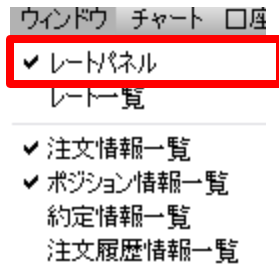 ウィンドウ チャート 口座
✔ レートパネル
レート一覧
✔ 注文情報一覧
✔ ポジション情報一覧
約定情報一覧
注文履歴情報一覧